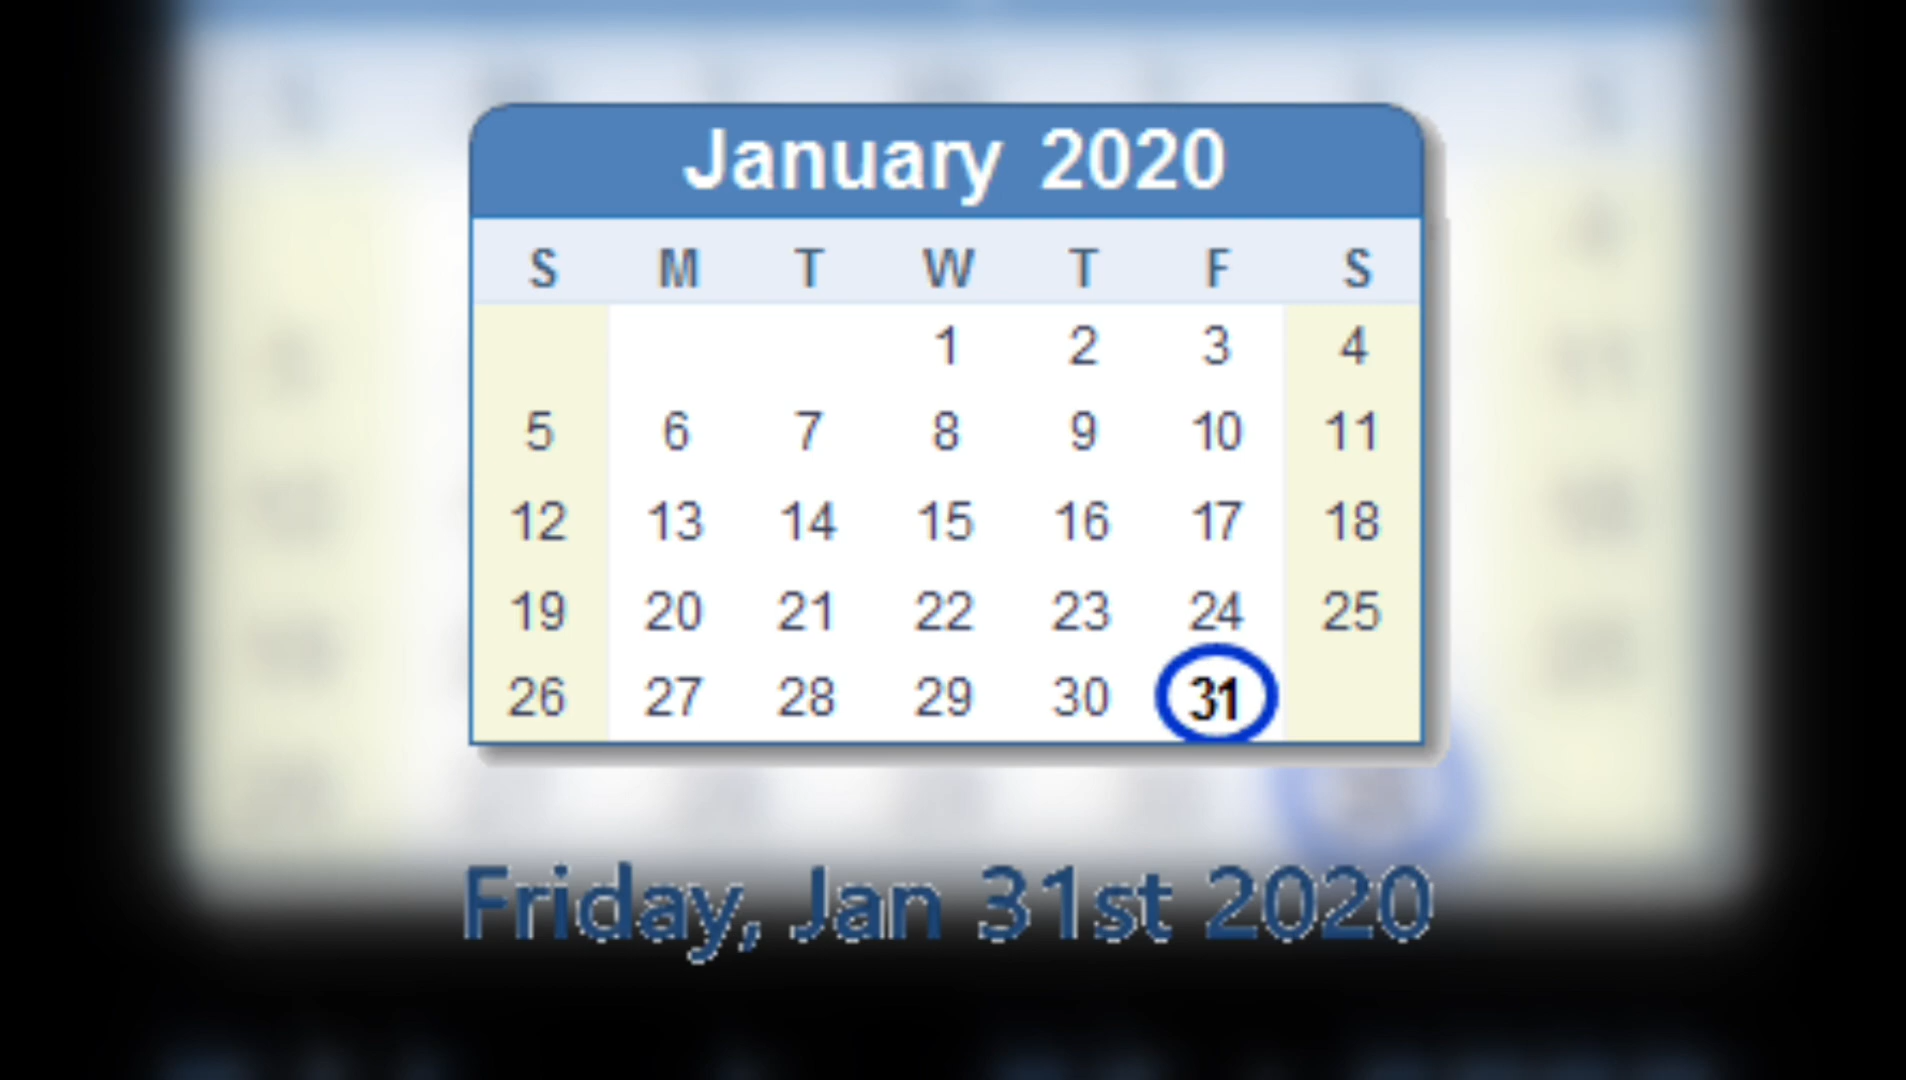 January 2020
S M T W T F S
1 2 3 4
5 6 7 8 9 10 11
12 13 14 15 16 17 18
19 20 21 22 23 24 25
26 27 28 29 30 31
Friday, Jan 31st 2020